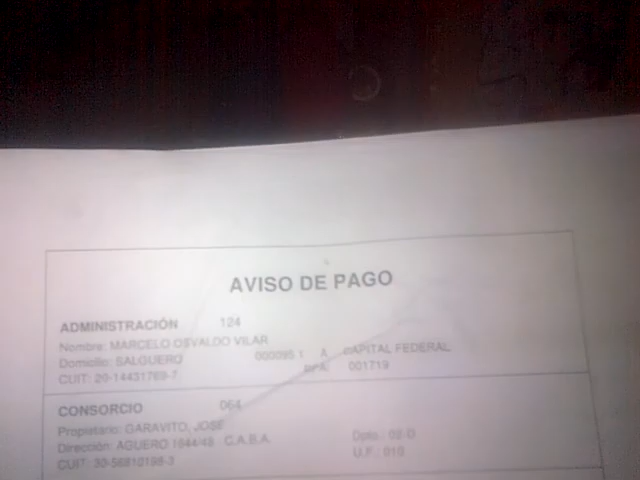 AVISO DE PAGO
ADMINISTRACIÓN 124
Nombre: MARCELO OSVALDO VILAR
Domicilio: SALGUERO 000095 1 A CAPITAL FEDERAL
CUIT: 20-14431769-7 RPA: 001719
CONSORCIO 064
Propietario: GARAVITO, JOSE
Dirección: AGUERO 1644/48 C.A.B.A. Dpto.: 02-D
CUIT: 30-56810198-3 U.F.: 010